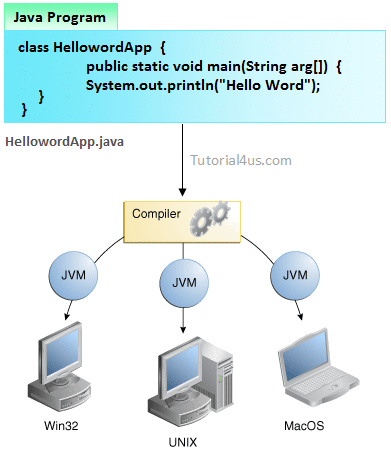 Java Program
class HellowordApp {
public static void main(String arg[]) {
System.out.println("Hello Word");
}
}
HellowordApp.java
Tutorial4us.com
Compiler
JVM JVM JVM
Win32 UNIX MacOS